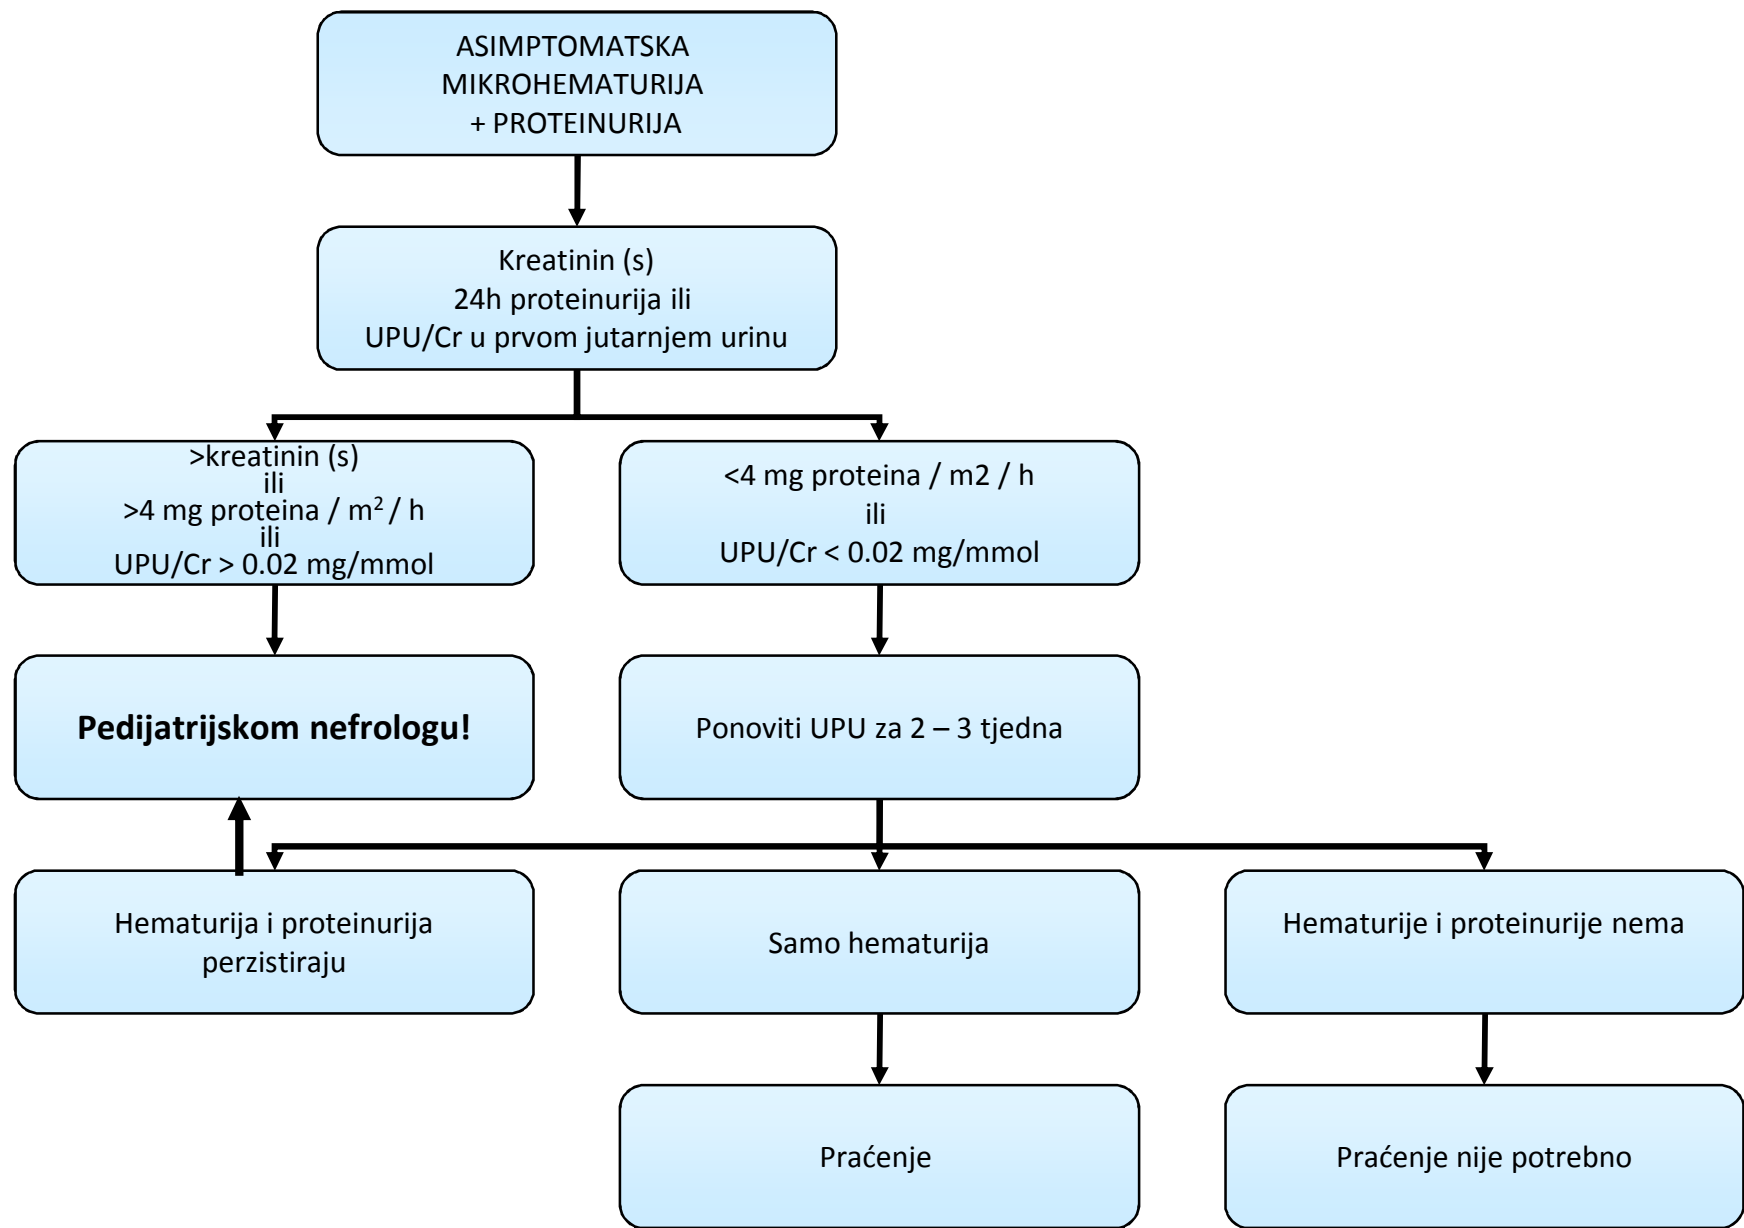 ASIMPTOMATSKA
MIKROHEMATURIJA
+ PROTEINURIJA
Kreatinin (s)
24h proteinurija ili
UPU/Cr u prvom jutarnjem urinu
>kreatinin (s)
ili
>4 mg proteina / m² / h
ili
UPU/Cr > 0.02 mg/mmol
<4 mg proteina / m2 / h
ili
UPU/Cr < 0.02 mg/mmol
Pedijatrijskom nefrologu!
Ponoviti UPU za 2 – 3 tjedna
Hematurija i proteinurija
perzistiraju
Samo hematurija
Hematurije i proteinurije nema
Praćenje
Praćenje nije potrebno